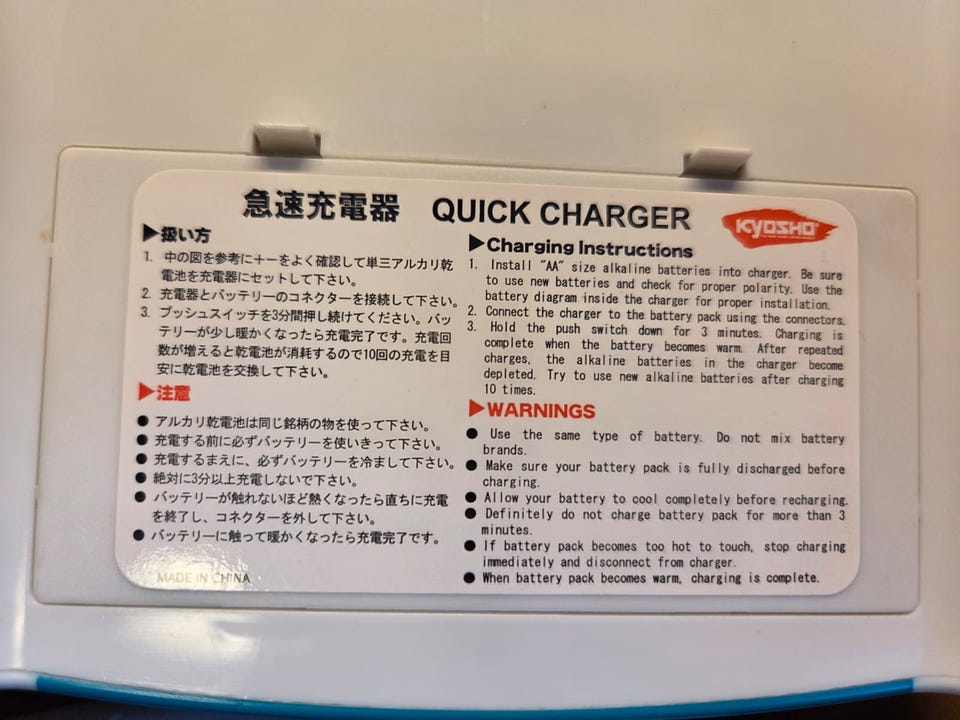 急速充電器 QUICK CHARGER
KYOSHO
▶扱い方
1. 中の図を参考に+ーをよく確認して単三アルカリ乾
電池を充電器にセットして下さい。
2. 充電器とバッテリーのコネクターを接続して下さい。
3. プッシュスイッチを3分間押し続けてください。バッ
テリーが少し暖かくなったら充電完了です。充電回
数が増えると乾電池が消耗するので10回の充電を目
安に乾電池を交換して下さい。
▶注意
● アルカリ乾電池は同じ銘柄の物を使って下さい。
● 充電する前に必ずバッテリーを使いきって下さい。
● 充電するまえに、必ずバッテリーを冷まして下さい。
● 絶対に3分以上充電しないで下さい。
● バッテリーが触れないほど熱くなったら直ちに充電
を終了し、コネクターを外して下さい。
● バッテリーに触って暖かくなったら充電完了です。
MADE IN CHINA
▶Charging Instructions
1. Install "AA" size alkaline batteries into charger. Be sure
to use new batteries and check for proper polarity. Use the
battery diagram inside the charger for proper installation.
2. Connect the charger to the battery pack using the connectors.
3. Hold the push switch down for 3 minutes. Charging is
complete when the battery becomes warm. After repeated
charges, the alkaline batteries in the charger become
depleted. Try to use new alkaline batteries after charging
10 times.
▶WARNINGS
● Use the same type of battery. Do not mix battery
brands.
● Make sure your battery pack is fully discharged before
charging.
● Allow your battery to cool completely before recharging.
● Definitely do not charge battery pack for more than 3
minutes.
● If battery pack becomes too hot to touch, stop charging
immediately and disconnect from charger.
● When battery pack becomes warm, charging is complete.